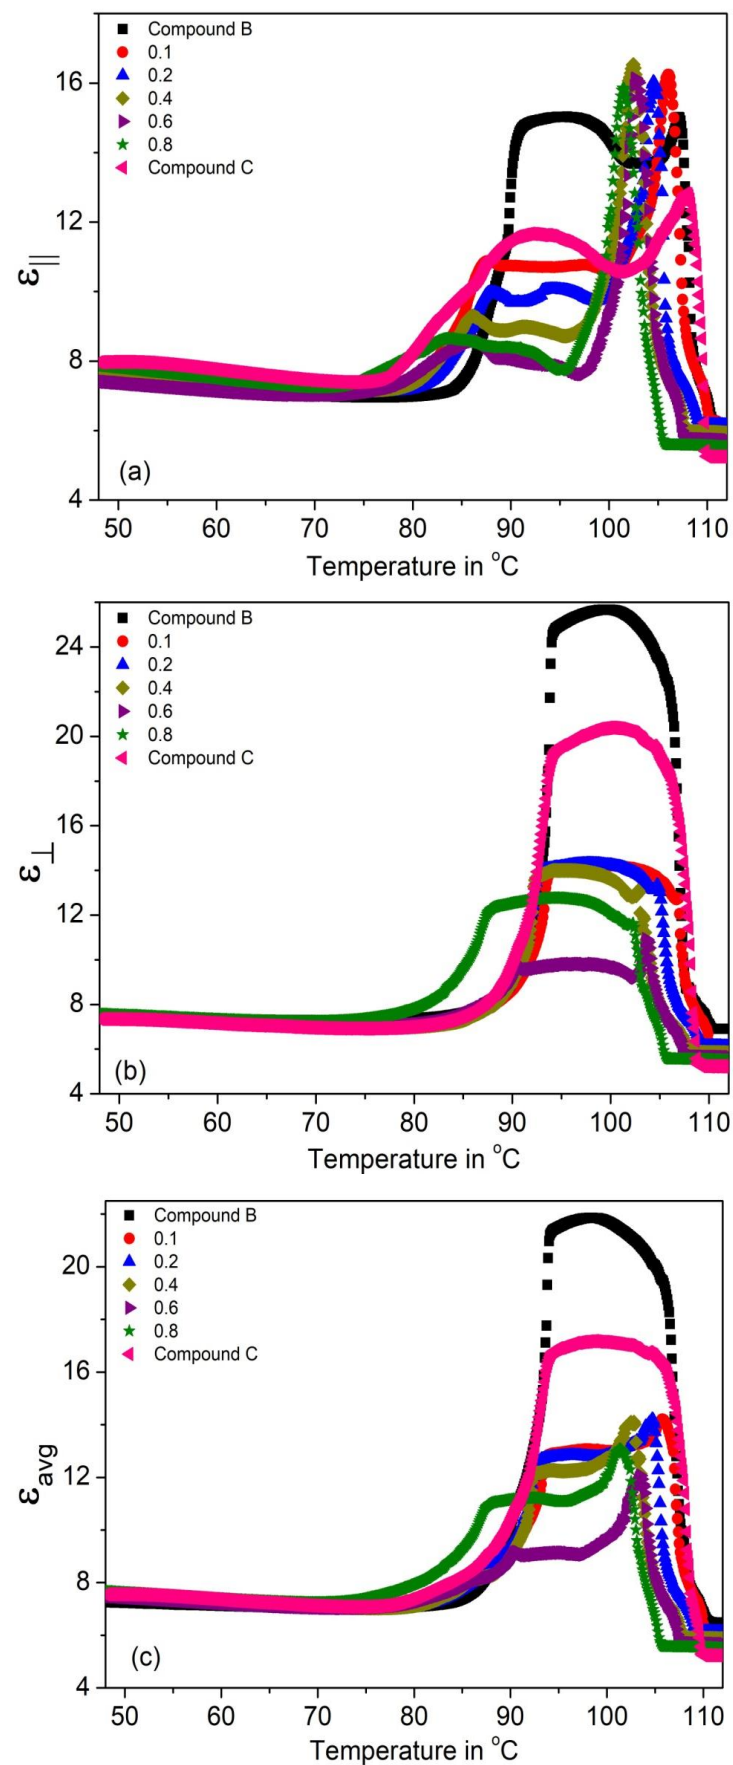 Compound B
0.1
0.2
0.4
0.6
0.8
Compound C
16
12
8
4
ε||
(a)
50 60 70 80 90 100 110
Temperature in °C
Compound B
0.1
0.2
0.4
0.6
0.8
Compound C
24
20
16
12
8
4
ε⊥
(b)
50 60 70 80 90 100 110
Temperature in °C
Compound B
0.1
0.2
0.4
0.6
0.8
Compound C
20
16
12
8
4
εavg
(c)
50 60 70 80 90 100 110
Temperature in °C